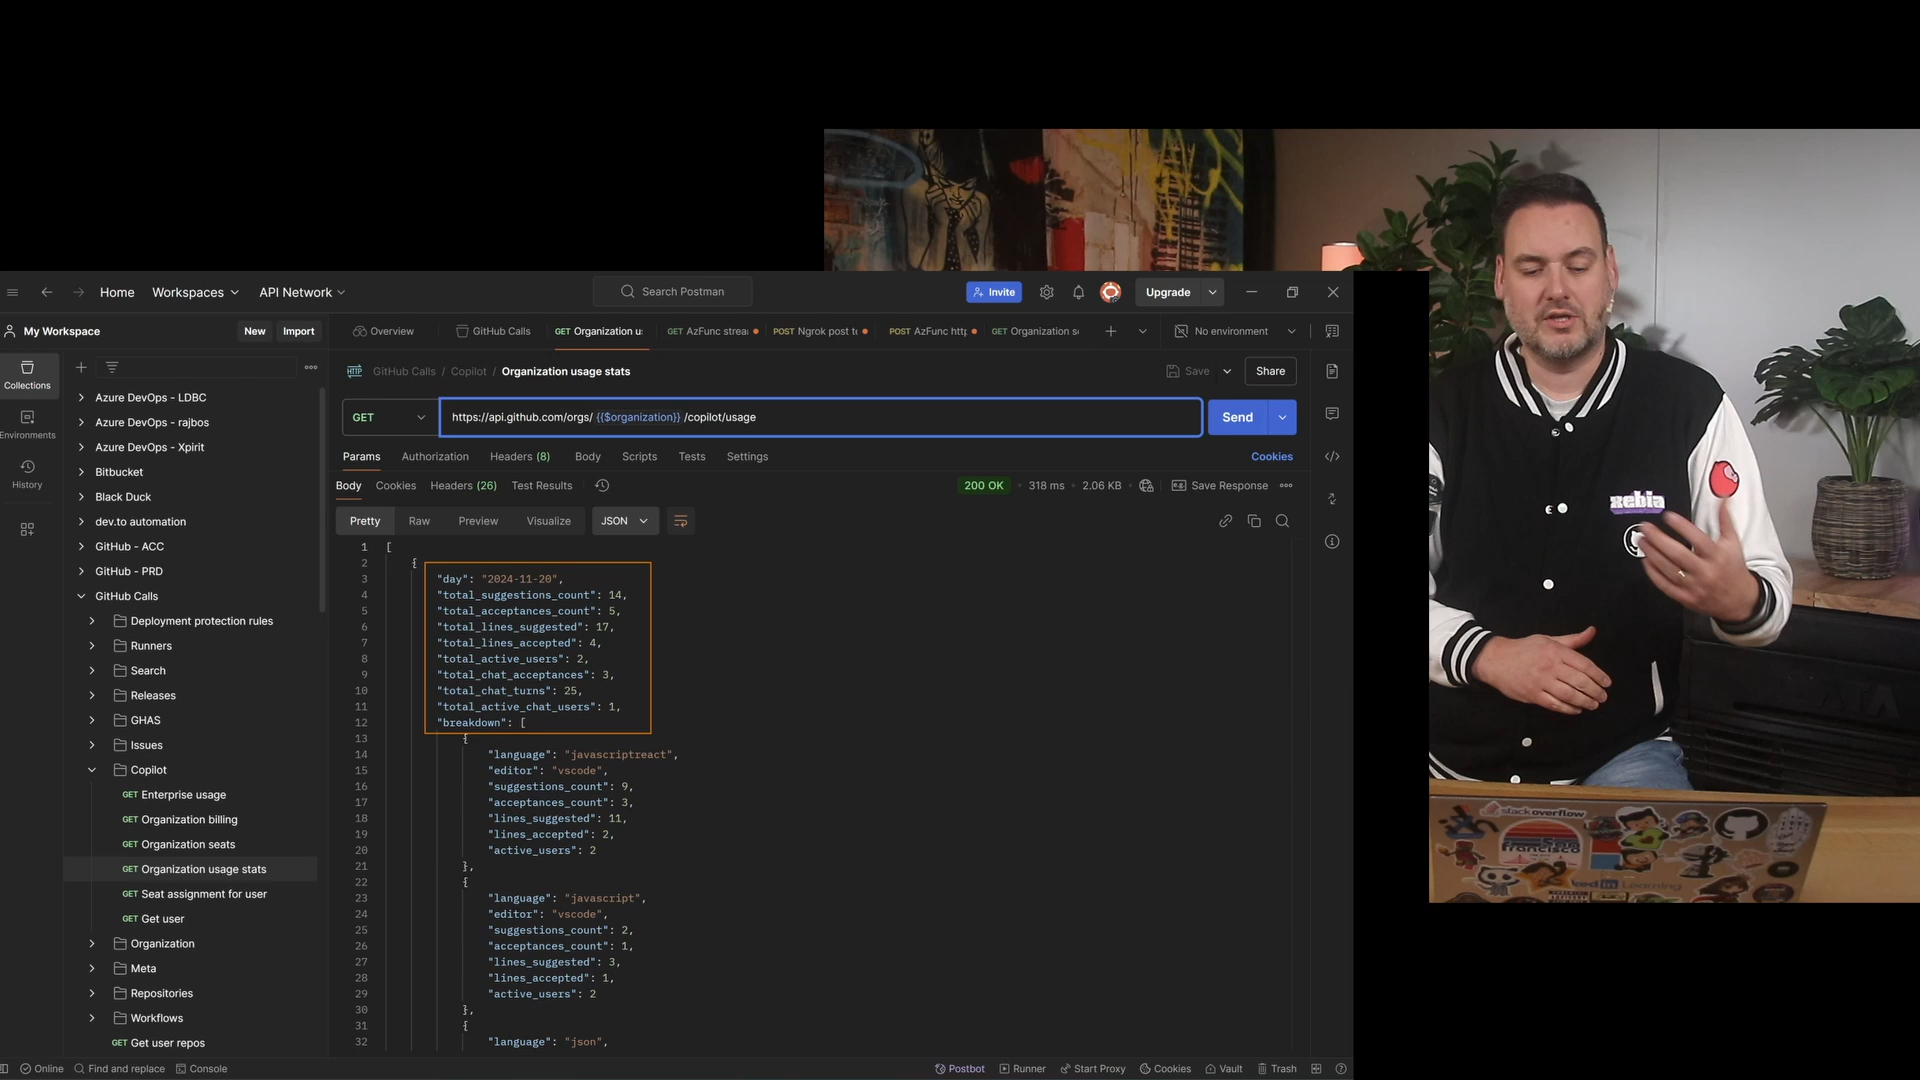 Home
Workspaces
API Network
Search Postman
Invite
Upgrade
My Workspace
New
Import
Overview
GitHub Calls
GET Organization u
GET AzFunc strea
POST Ngrok post t
POST AzFunc htt
GET Organization s
No environment
Collections
Environments
History
GitHub Calls / Copilot / Organization usage stats
Save
Share
GET
https://api.github.com/orgs/ {{$organization}} /copilot/usage
Send
Params
Authorization
Headers (8)
Body
Scripts
Tests
Settings
Cookies
Body
Cookies
Headers (26)
Test Results
200 OK
318 ms
2.06 KB
Save Response
Pretty
Raw
Preview
Visualize
JSON
Azure DevOps - LDBC
Azure DevOps - rajbos
Azure DevOps - Xpirit
Bitbucket
Black Duck
dev.to automation
GitHub - ACC
GitHub - PRD
GitHub Calls
Deployment protection rules
Runners
Search
Releases
GHAS
Issues
Copilot
GET Enterprise usage
GET Organization billing
GET Organization seats
GET Organization usage stats
GET Seat assignment for user
GET Get user
Organization
Meta
Repositories
Workflows
GET Get user repos
1 [
2 {
3 "day": "2024-11-20",
4 "total_suggestions_count": 14,
5 "total_acceptances_count": 5,
6 "total_lines_suggested": 17,
7 "total_lines_accepted": 4,
8 "total_active_users": 2,
9 "total_chat_acceptances": 3,
10 "total_chat_turns": 25,
11 "total_active_chat_users": 1,
12 "breakdown": [
13 {
14 "language": "javascriptreact",
15 "editor": "vscode",
16 "suggestions_count": 9,
17 "acceptances_count": 3,
18 "lines_suggested": 11,
19 "lines_accepted": 2,
20 "active_users": 2
21 },
22 {
23 "language": "javascript",
24 "editor": "vscode",
25 "suggestions_count": 2,
26 "acceptances_count": 1,
27 "lines_suggested": 3,
28 "lines_accepted": 1,
29 "active_users": 2
30 },
31 {
32 "language": "json",
Online
Find and replace
Console
Postbot
Runner
Start Proxy
Cookies
Vault
Trash
xebia
stackoverflow
San Francisco
Linked in Learning